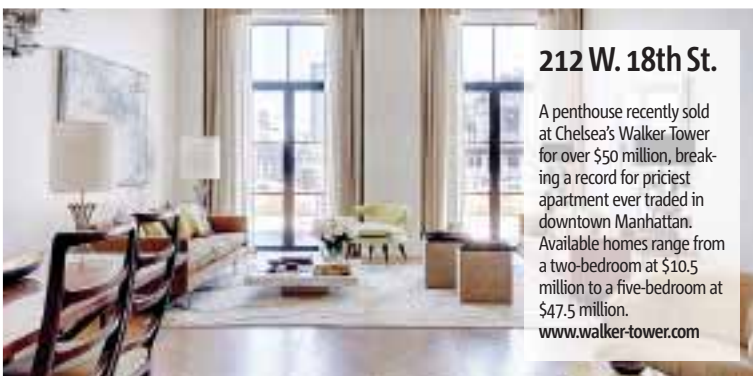 212 W. 18th St.
A penthouse recently sold
at Chelsea's Walker Tower
for over $50 million, break-
ing a record for priciest
apartment ever traded in
downtown Manhattan.
Available homes range from
a two-bedroom at $10.5
million to a five-bedroom at
$47.5 million.
www.walker-tower.com